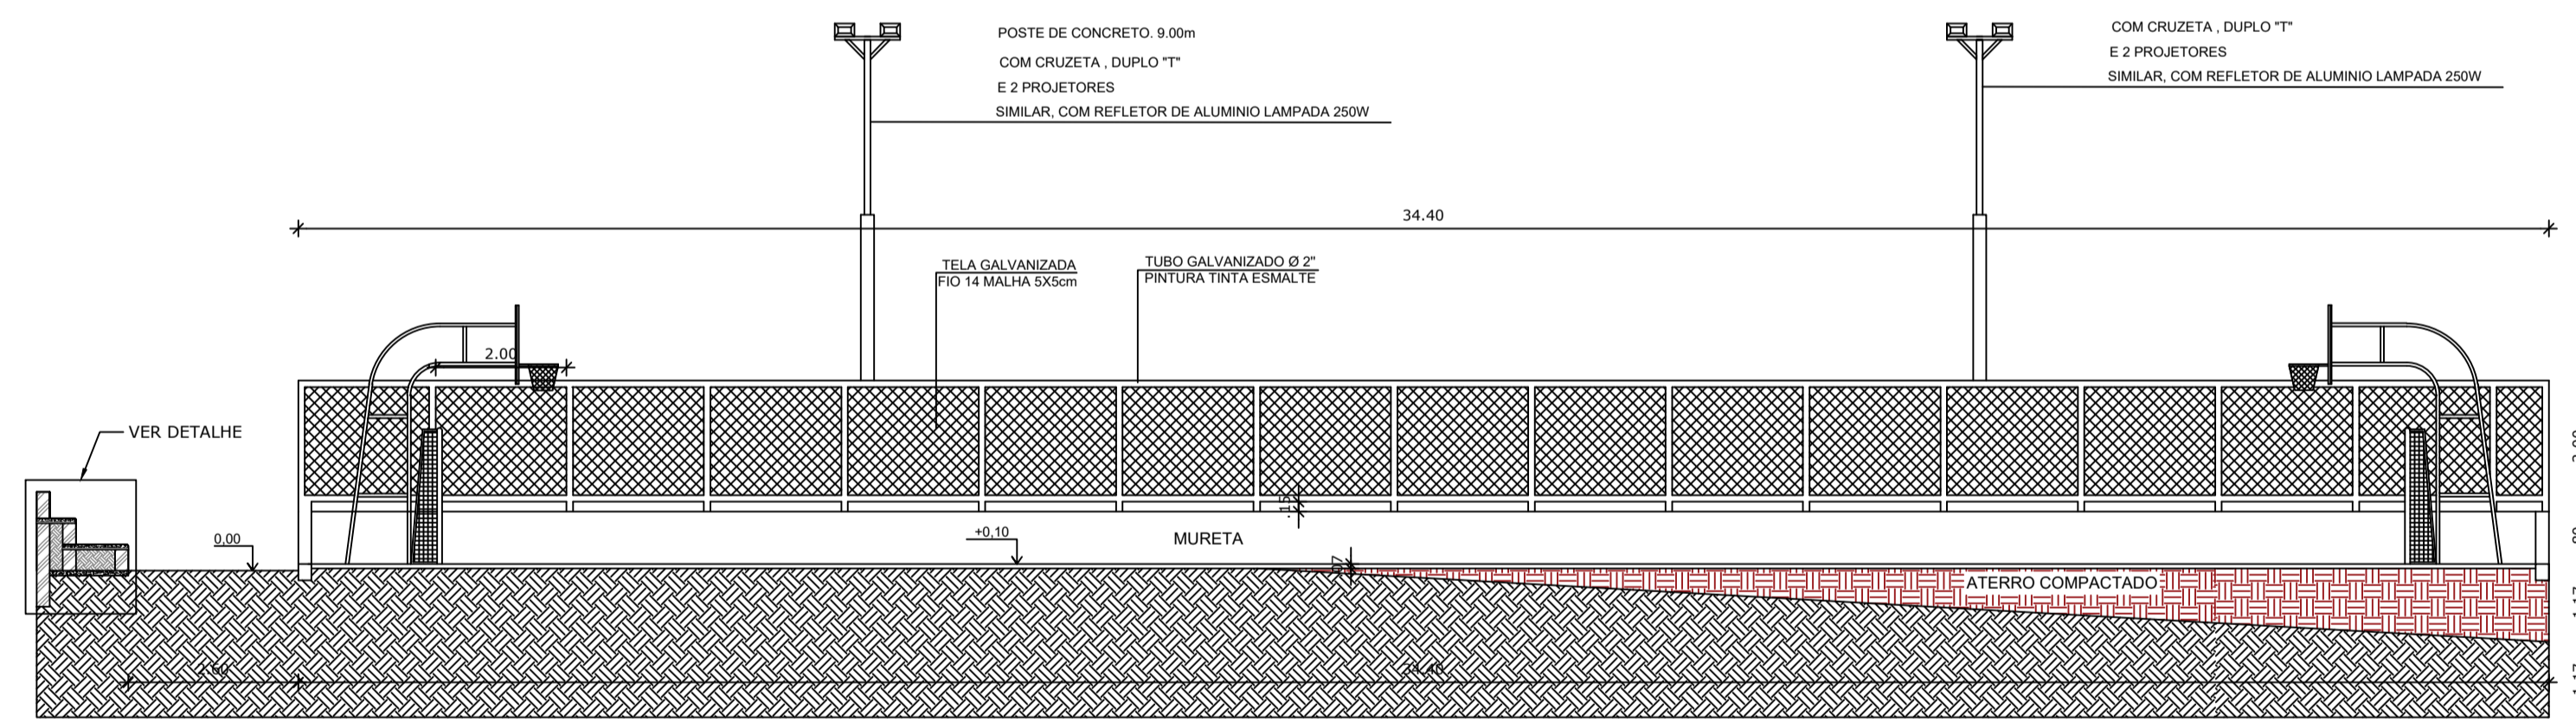 POSTE DE CONCRETO. 9.00m
COM CRUZETA , DUPLO "T"
E 2 PROJETORES
SIMILAR, COM REFLETOR DE ALUMINIO LAMPADA 250W
COM CRUZETA , DUPLO "T"
E 2 PROJETORES
SIMILAR, COM REFLETOR DE ALUMINIO LAMPADA 250W
34.40
TELA GALVANIZADA
FIO 14 MALHA 5X5cm
TUBO GALVANIZADO Ø 2"
PINTURA TINTA ESMALTE
2.00
VER DETALHE
.15
0,00
+0,10
MURETA
.07
ATERRO COMPACTADO
2.60
34.40